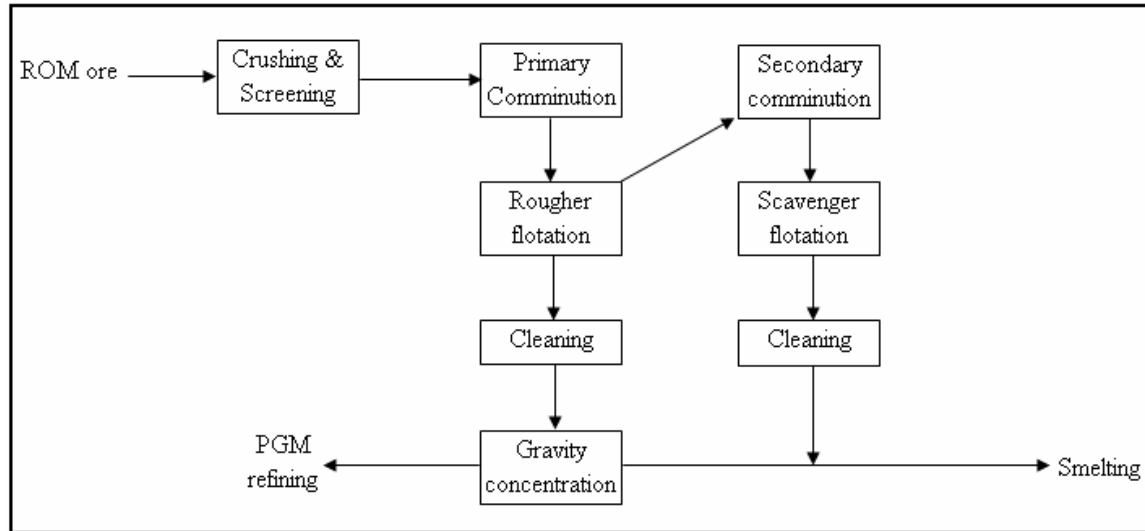 ROM ore
Crushing &
Screening
Primary
Comminution
Secondary
comminution
Rougher
flotation
Scavenger
flotation
Cleaning
Cleaning
PGM
refining
Gravity
concentration
Smelting